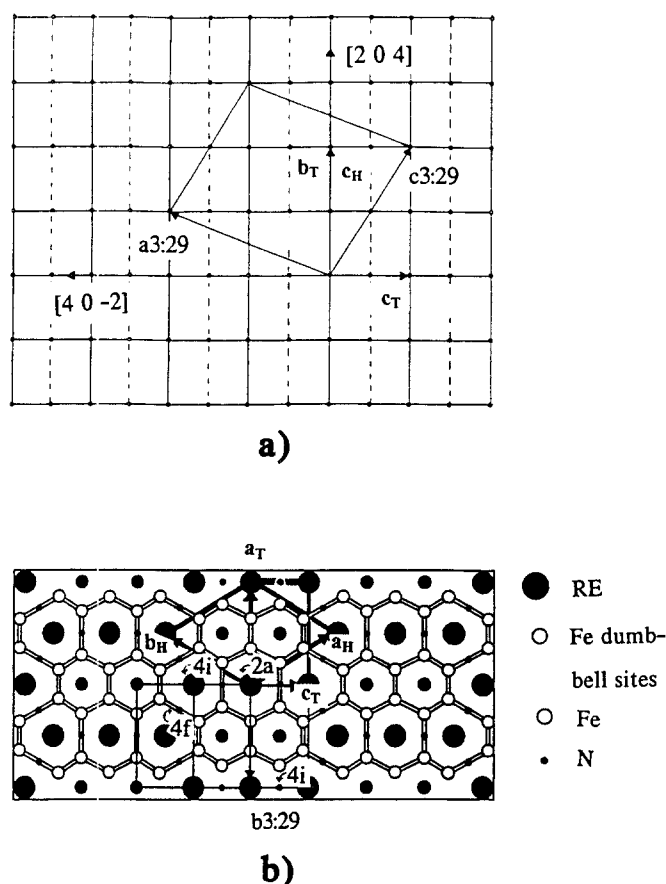 [2 0 4]
b_T c_H
c3:29
a3:29
[4 0 -2]
c_T
a)
a_T
RE
b_H a_H
Fe dumb-
4i 2a
bell sites
c_T
4f
Fe
4i
N
b3:29
b)